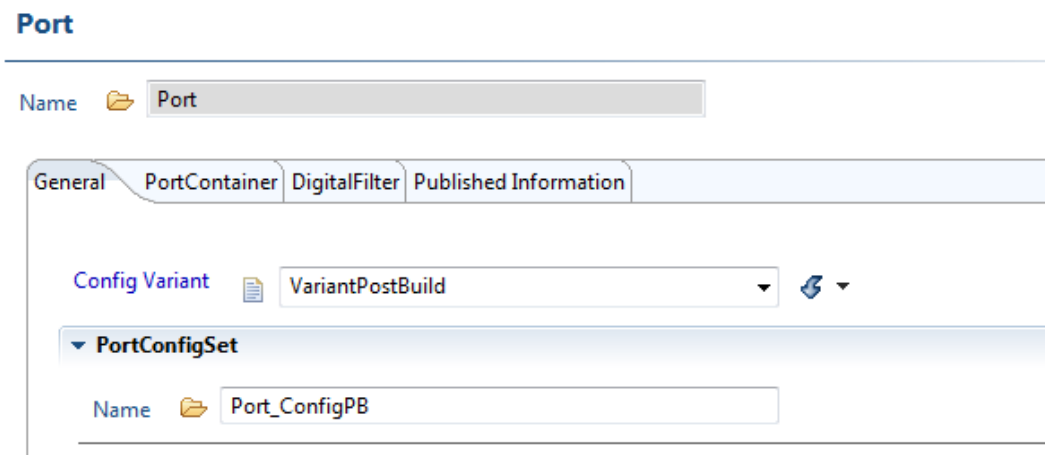 Port
Name Port
General PortContainer DigitalFilter Published Information
Config Variant VariantPostBuild
PortConfigSet
Name Port_ConfigPB